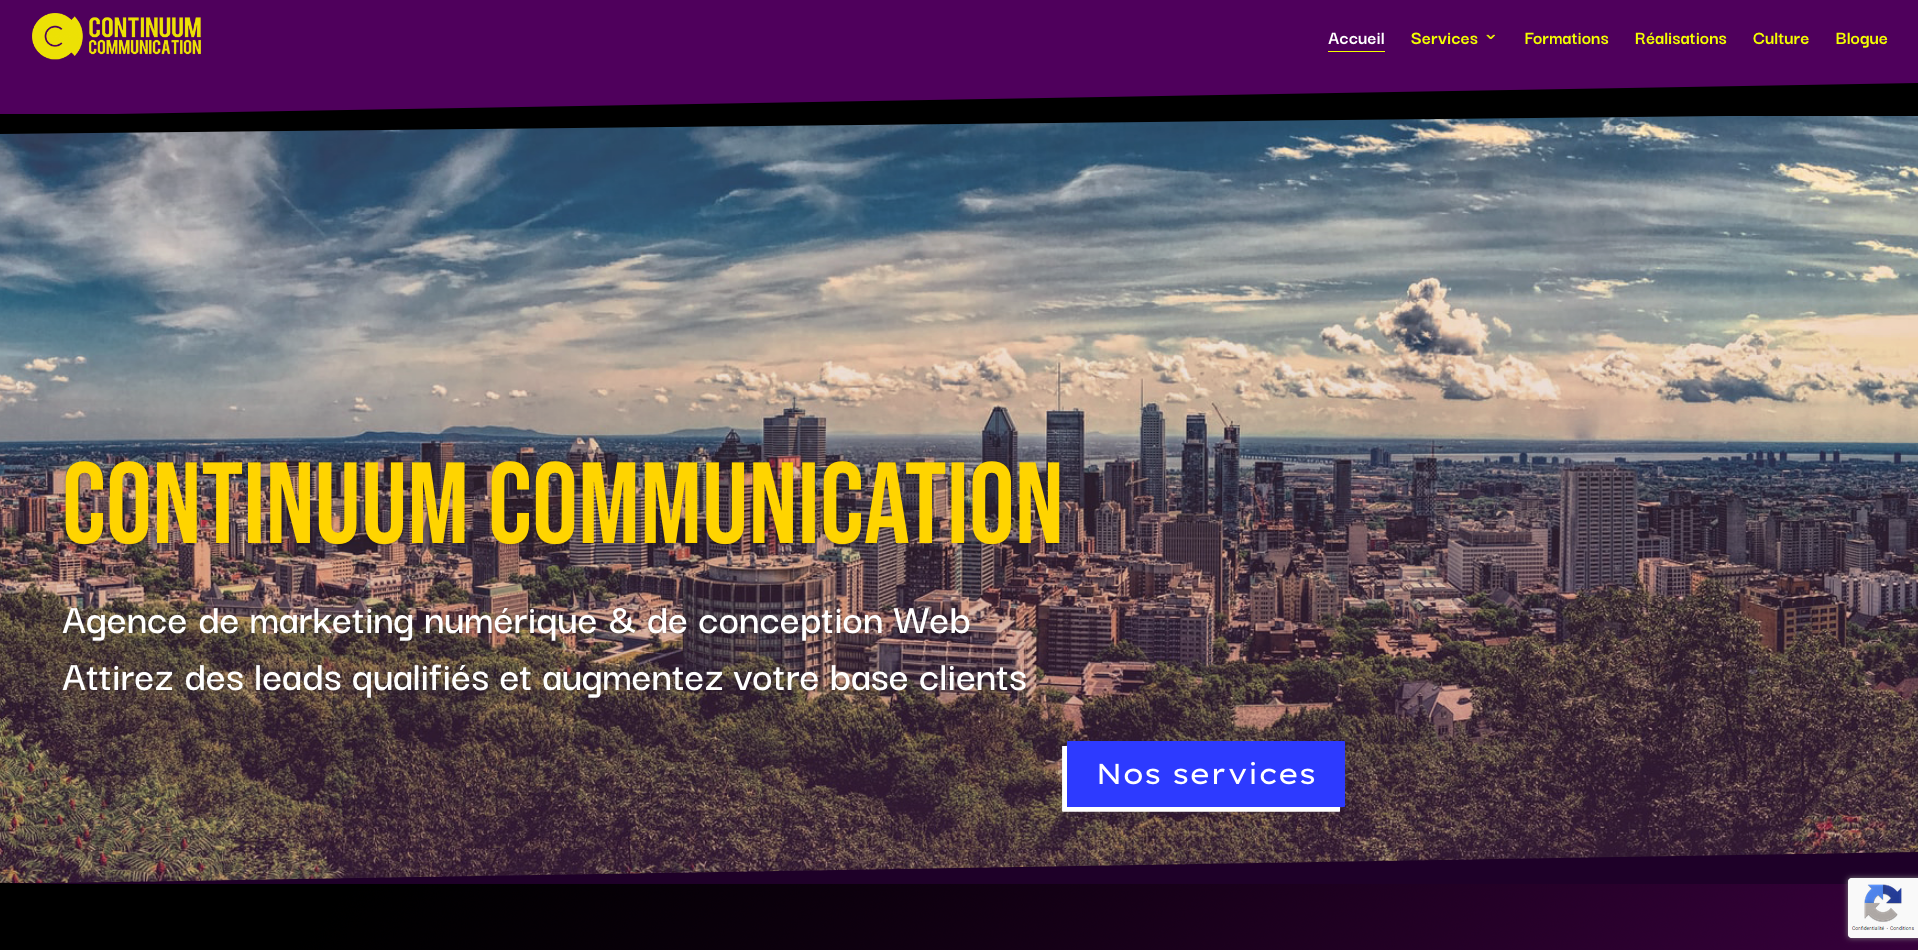 C
CONTINUUM
COMMUNICATION
Accueil Services Formations Réalisations Culture Blogue
CONTINUUM COMMUNICATION
Agence de marketing numérique & de conception Web
Attirez des leads qualifiés et augmentez votre base clients
Nos services
Confidentialité - Conditions